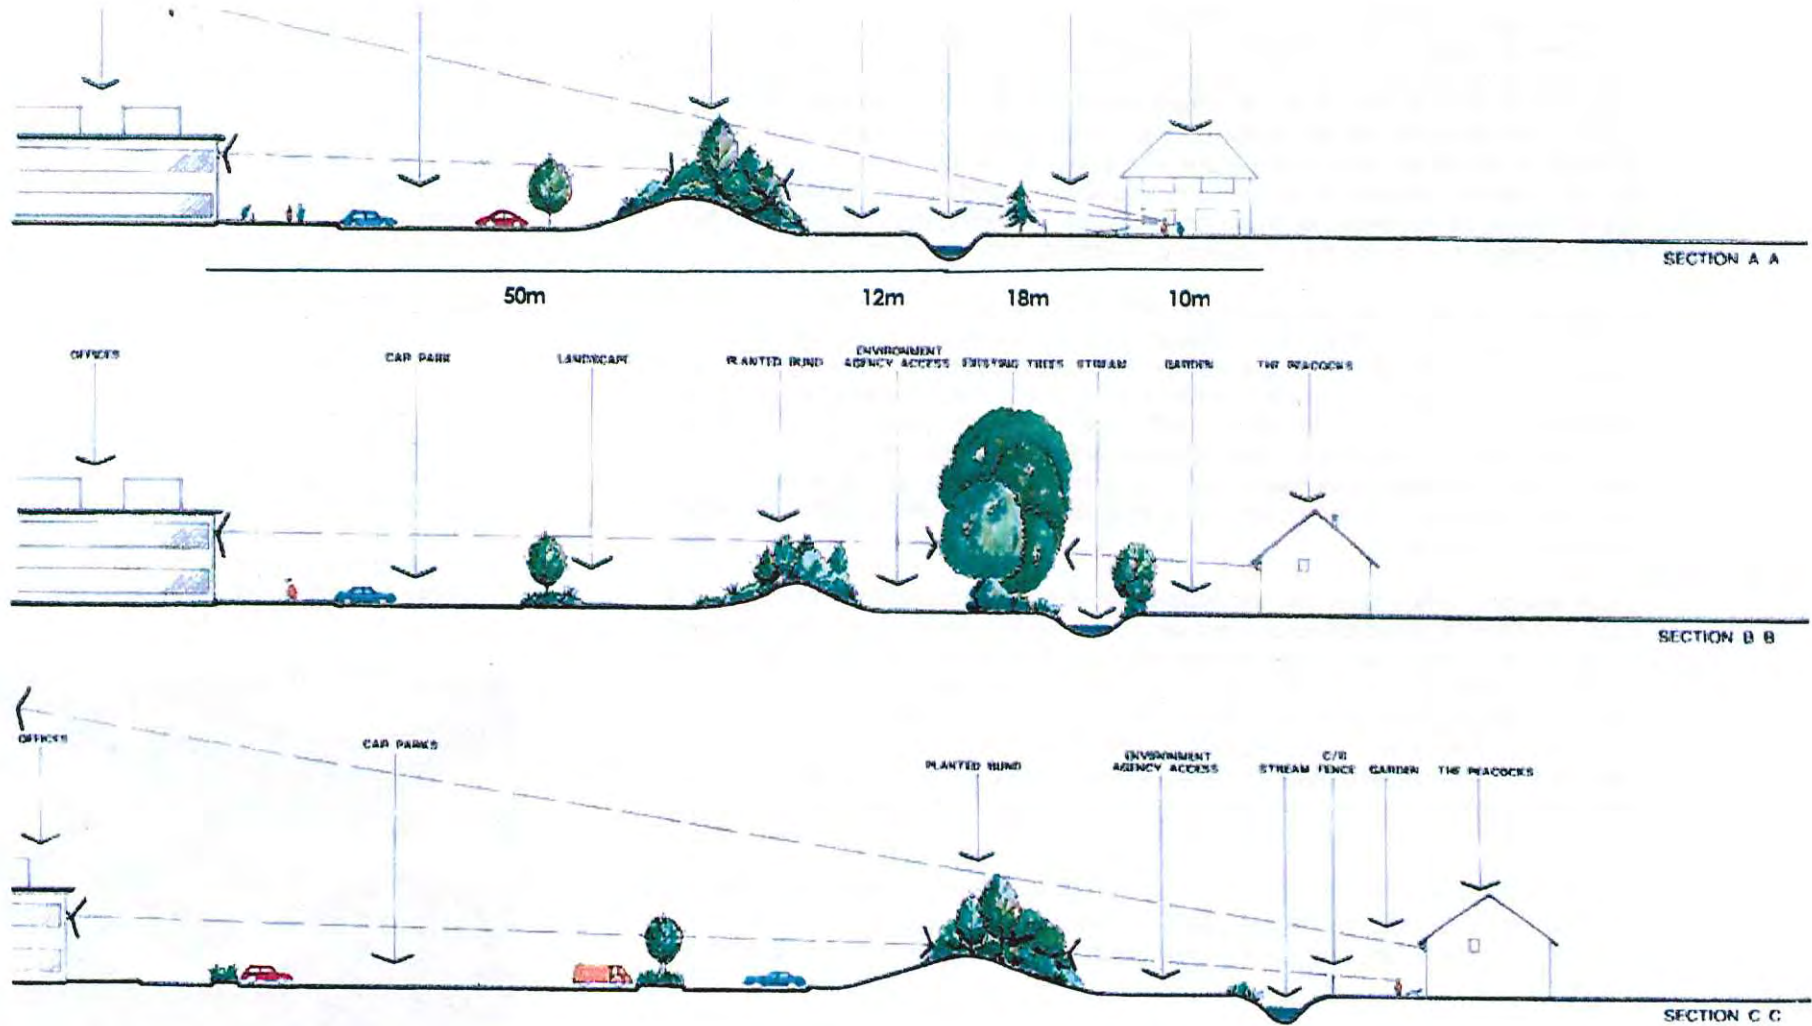 SECTION A A
50m 12m 18m 10m
OFFICES CAR PARK LANDSCAPE PLANTED BUND ENVIRONMENT AGENCY ACCESS EXISTING TREES STREAM GARDEN THE PEACOCKS
SECTION B B
OFFICES CAR PARKS PLANTED BUND ENVIRONMENT AGENCY ACCESS STREAM C/B FENCE GARDEN THE PEACOCKS
SECTION C C